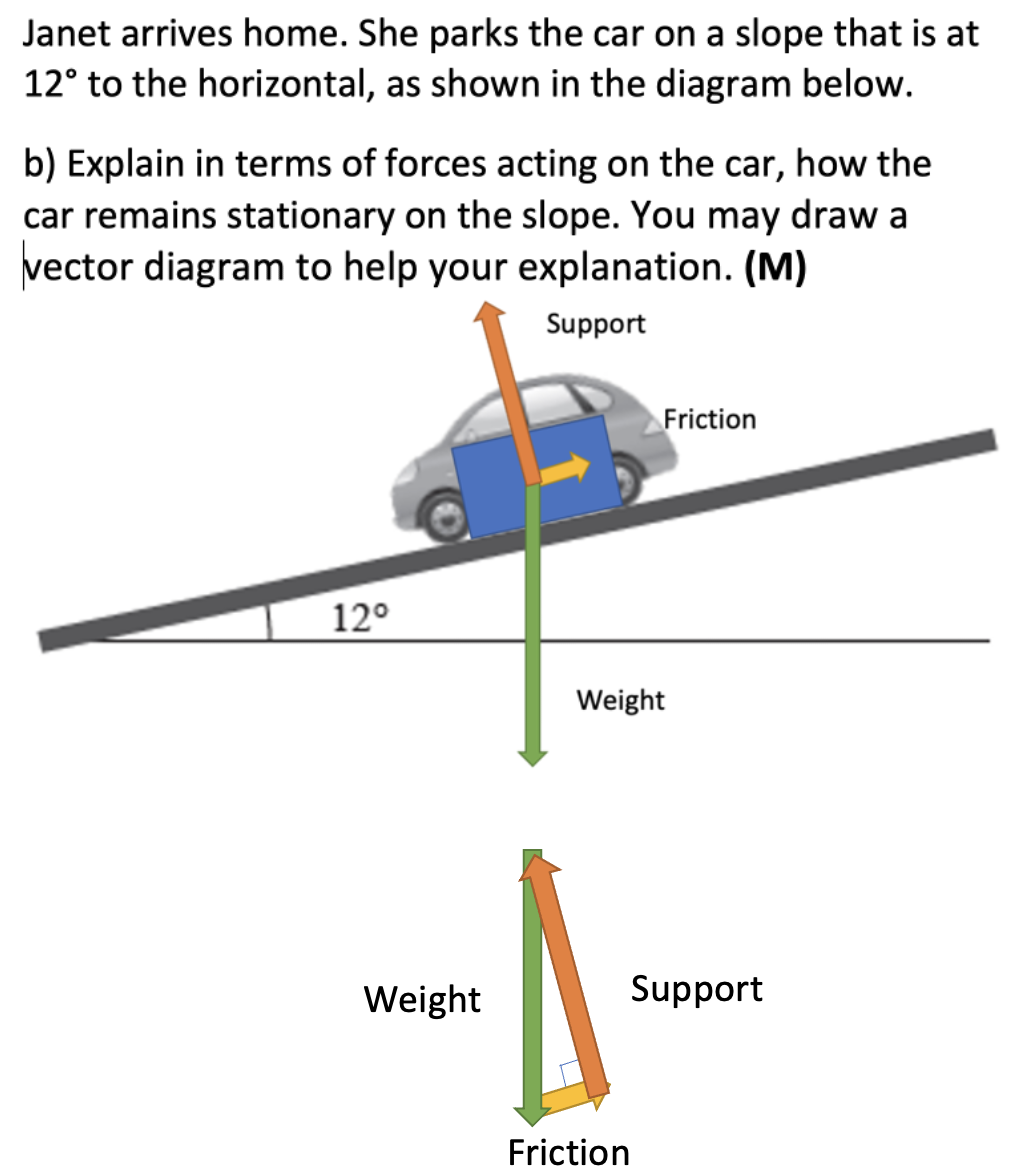 Janet arrives home. She parks the car on a slope that is at
12° to the horizontal, as shown in the diagram below.
b) Explain in terms of forces acting on the car, how the
car remains stationary on the slope. You may draw a
vector diagram to help your explanation. (M)
Support
Friction
12°
Weight
Weight
Support
Friction